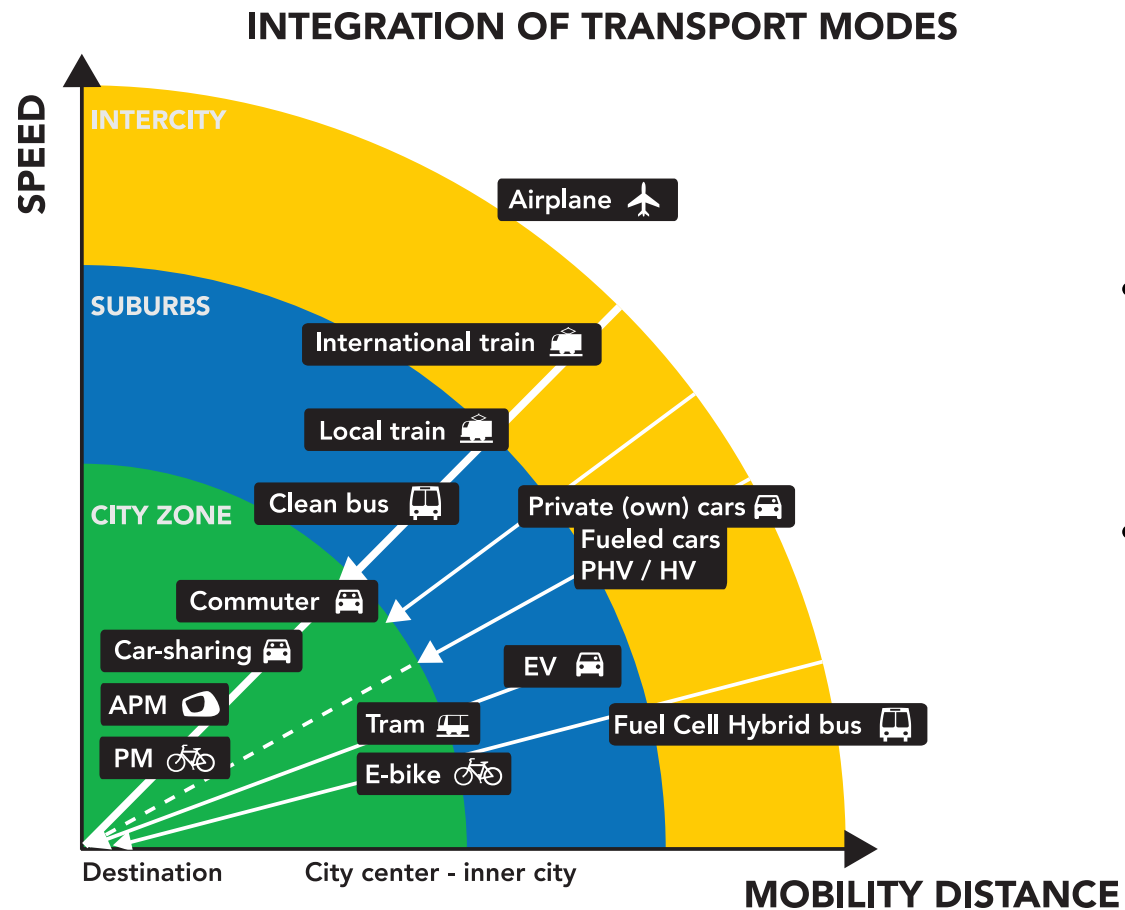 INTEGRATION OF TRANSPORT MODES
SPEED
INTERCITY
Airplane
SUBURBS
International train
Local train
Clean bus
CITY ZONE
Private (own) cars
Fueled cars
PHV / HV
Commuter
Car-sharing
EV
APM
Tram
Fuel Cell Hybrid bus
PM
E-bike
Destination
City center - inner city
MOBILITY DISTANCE